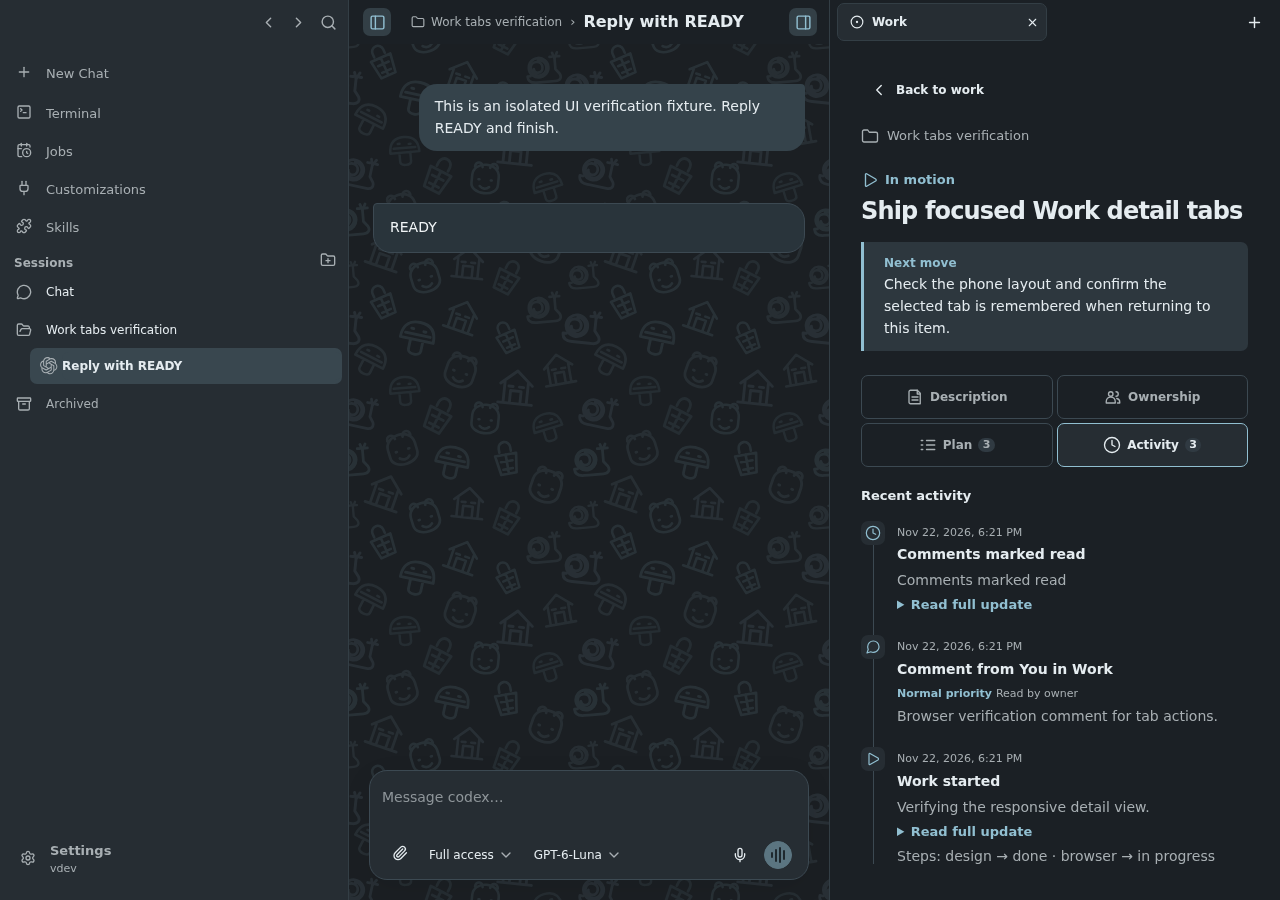 New Chat
Terminal
Jobs
Customizations
Skills
Sessions
Chat
Work tabs verification
Reply with READY
Archived
Settings
vdev
Work tabs verification › Reply with READY
This is an isolated UI verification fixture. Reply
READY and finish.
READY
Message codex…
Full access
GPT-6-Luna
Work
Back to work
Work tabs verification
In motion
Ship focused Work detail tabs
Next move
Check the phone layout and confirm the
selected tab is remembered when returning to
this item.
Description
Ownership
Plan 3
Activity 3
Recent activity
Nov 22, 2026, 6:21 PM
Comments marked read
Comments marked read
Read full update
Nov 22, 2026, 6:21 PM
Comment from You in Work
Normal priority Read by owner
Browser verification comment for tab actions.
Nov 22, 2026, 6:21 PM
Work started
Verifying the responsive detail view.
Read full update
Steps: design → done · browser → in progress